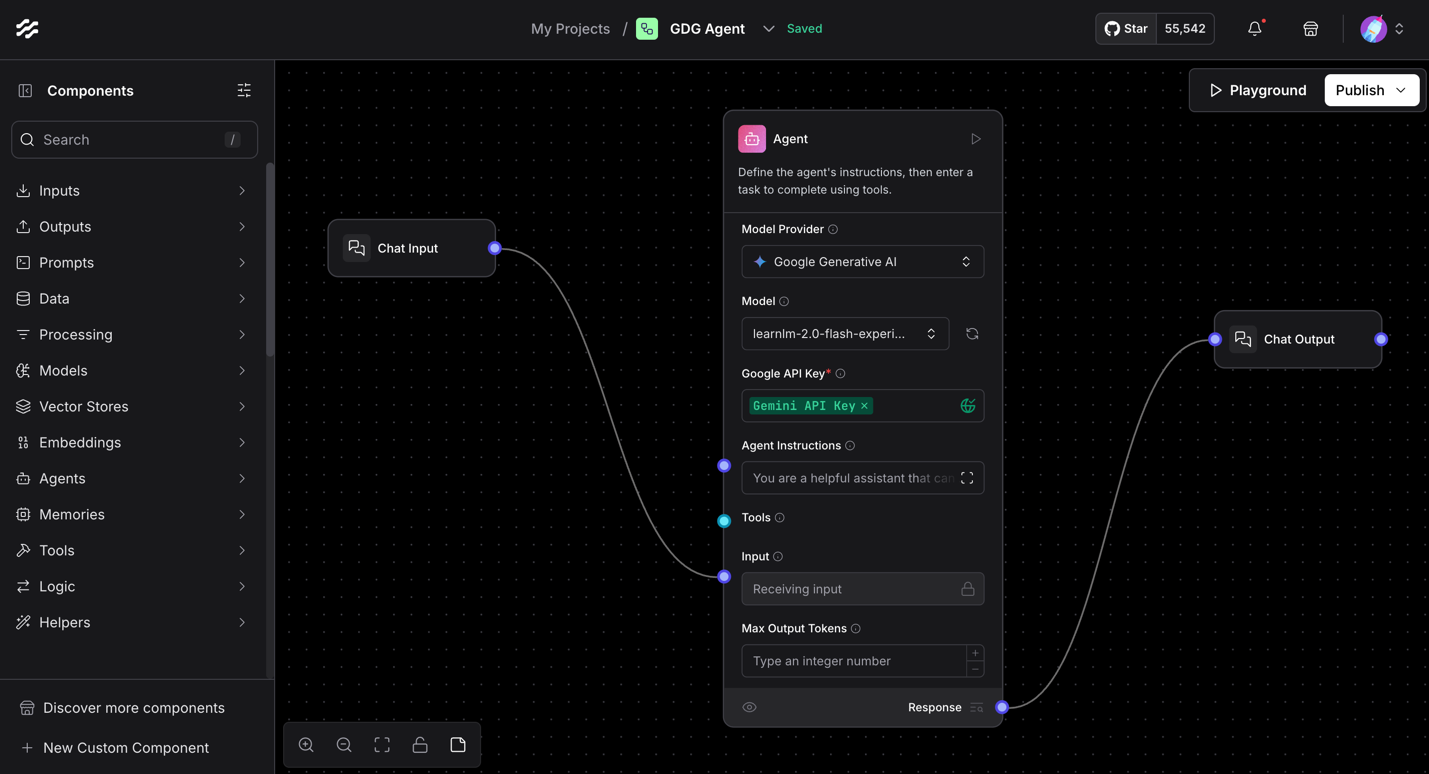 My Projects / GDG Agent Saved
Star 55,542
Components
Search /
Inputs
Outputs
Prompts
Data
Processing
Models
Vector Stores
Embeddings
Agents
Memories
Tools
Logic
Helpers
Discover more components
New Custom Component
Playground
Publish
Chat Input
Agent
Define the agent's instructions, then enter a
task to complete using tools.
Model Provider
Google Generative AI
Model
learnlm-2.0-flash-experi...
Google API Key*
Gemini API Key ×
Agent Instructions
You are a helpful assistant that can
Tools
Input
Receiving input
Max Output Tokens
Type an integer number
Response
Chat Output